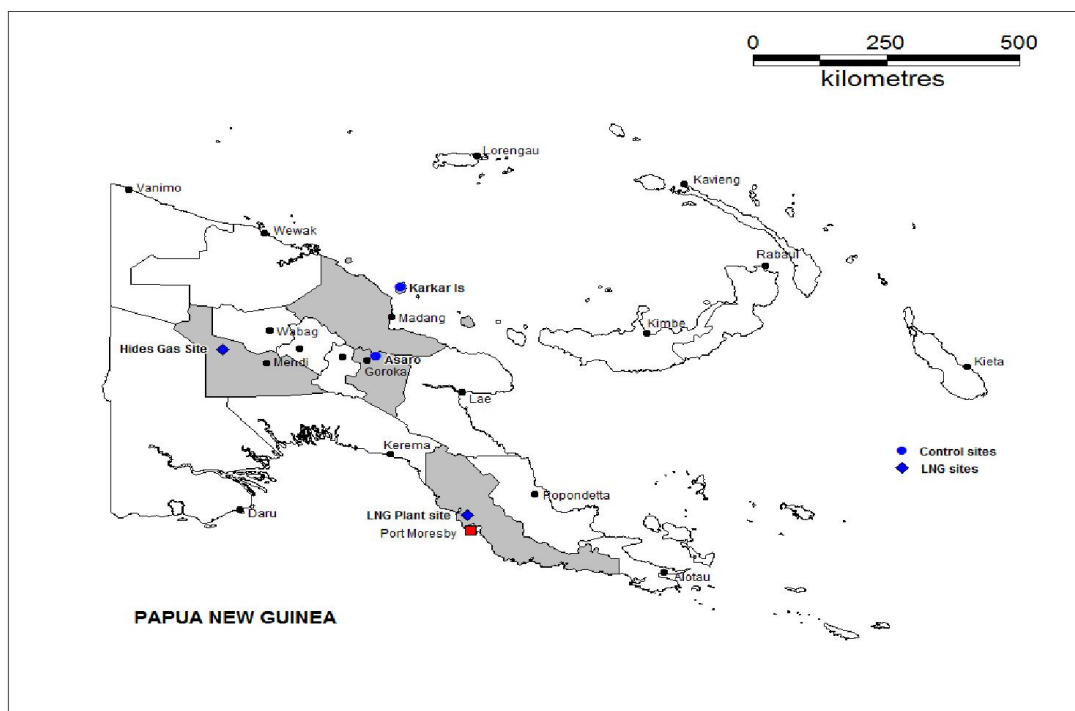 0 250 500
kilometres
Lorengau
Vanimo
Kavieng
Wewak
Rabaul
Karkar Is
Madang
Kimbe
Wabag
Hides Gas Site
Mendi
Asaro
Goroka
Kieta
Lae
Kerema
Control sites
LNG sites
Popondetta
Daru
LNG Plant site
Port Moresby
Alotau
PAPUA NEW GUINEA